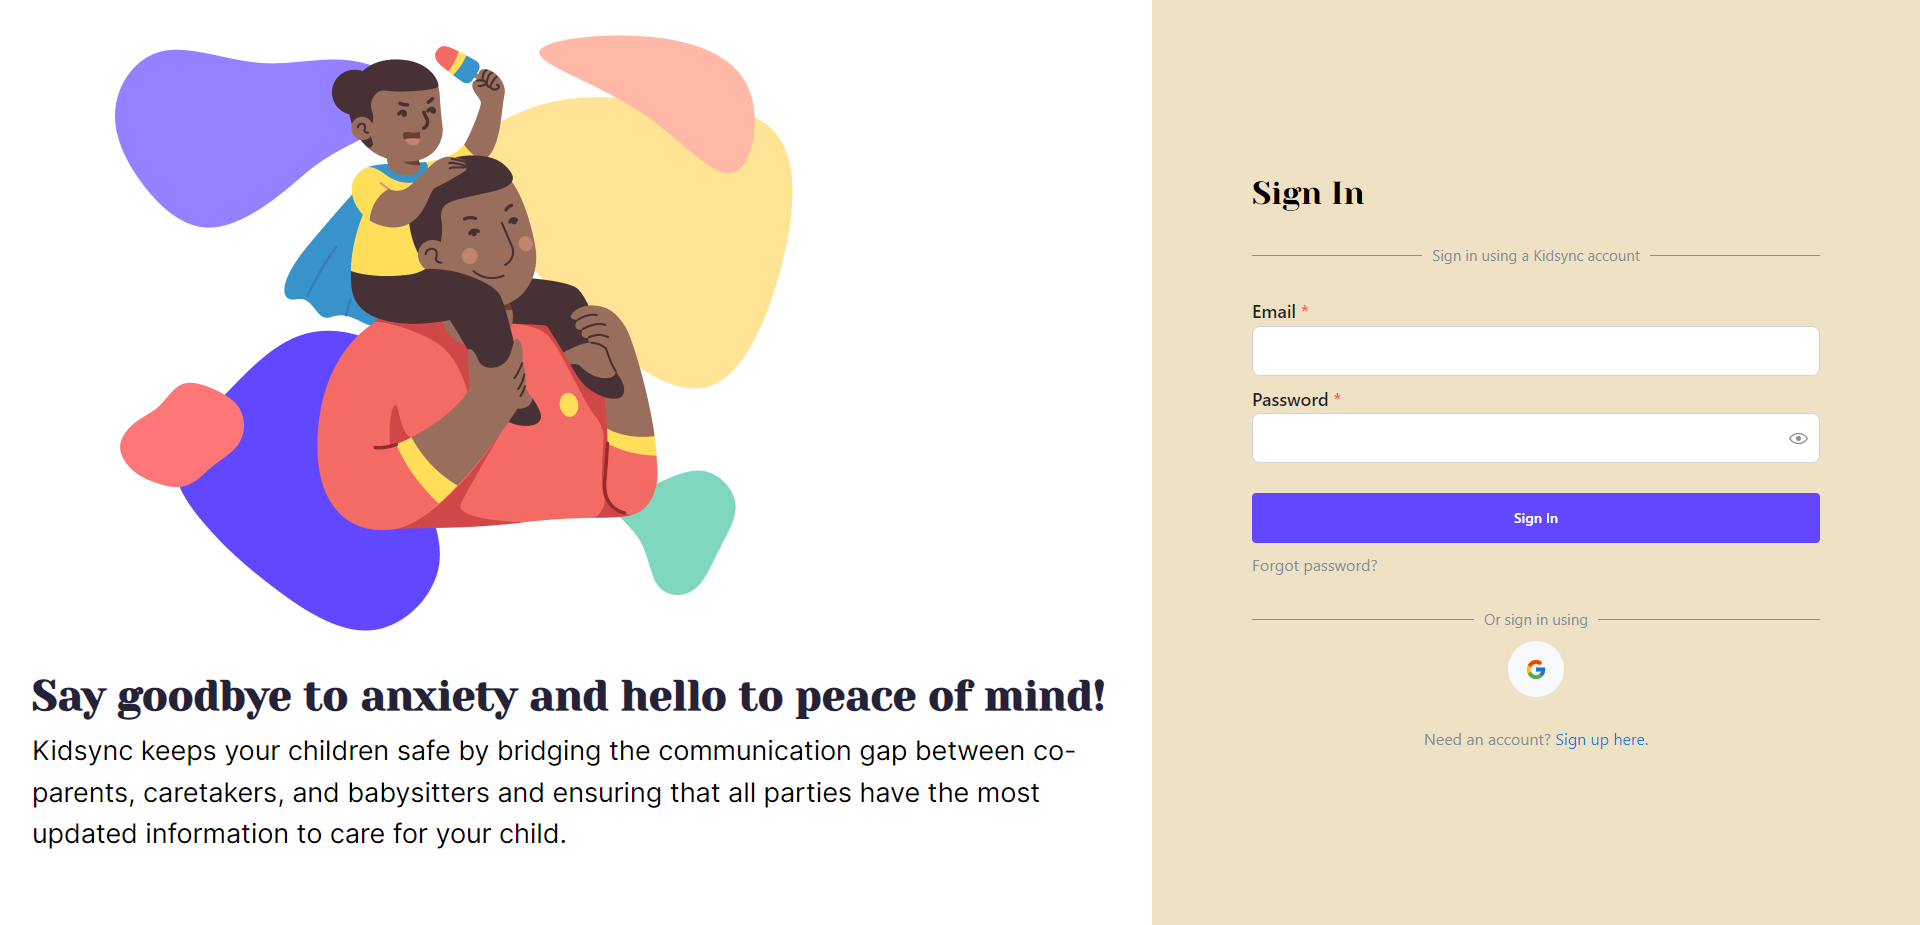 Say goodbye to anxiety and hello to peace of mind!
Kidsync keeps your children safe by bridging the communication gap between co-
parents, caretakers, and babysitters and ensuring that all parties have the most
updated information to care for your child.
Sign In
Sign in using a Kidsync account
Email *
Password *
Sign In
Forgot password?
Or sign in using
G
Need an account? Sign up here.